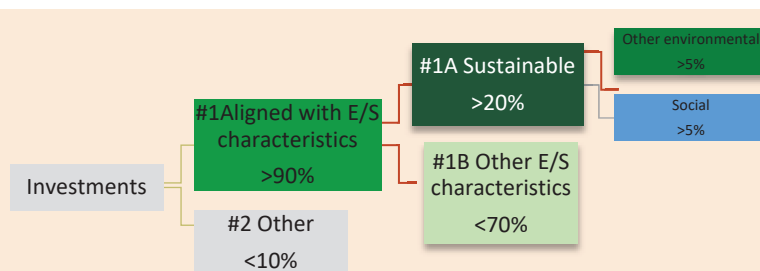 Investments
#1Aligned with E/S
characteristics
>90%
#2 Other
<10%
#1A Sustainable
>20%
#1B Other E/S
characteristics
<70%
Other environmental
>5%
Social
>5%